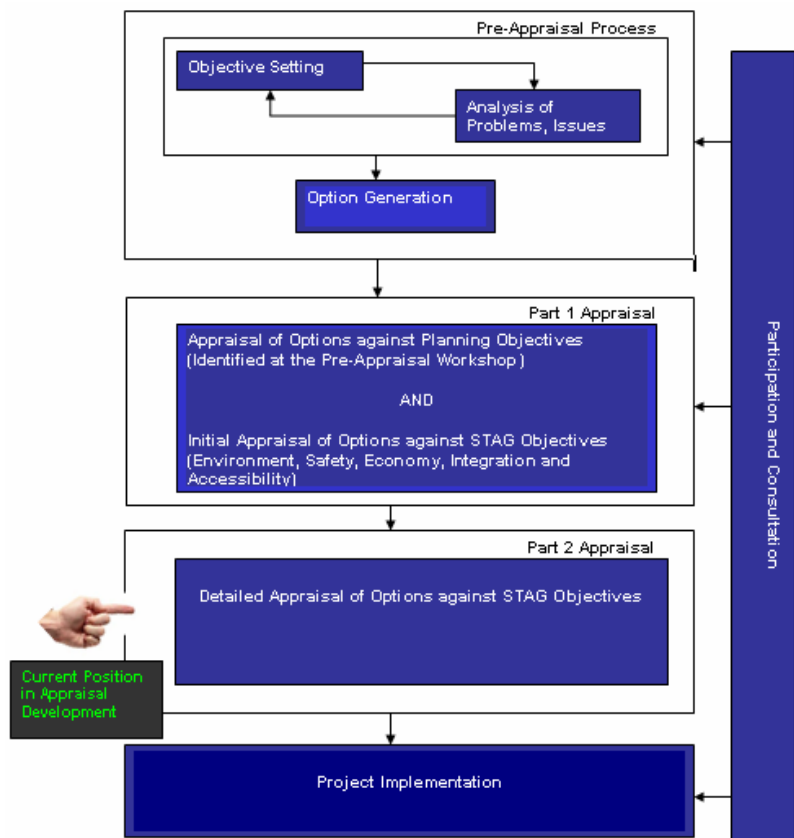 Pre-Appraisal Process
Objective Setting
Analysis of
Problems, Issues
Option Generation
Part 1 Appraisal
Appraisal of Options against Planning Objectives
(Identified at the Pre-Appraisal Workshop)
AND
Initial Appraisal of Options against STAG Objectives
(Environment, Safety, Economy, Integration and
Accessibility)
Part 2 Appraisal
Detailed Appraisal of Options against STAG Objectives
Current Position
in Appraisal
Development
Project Implementation
Participation and Consultation